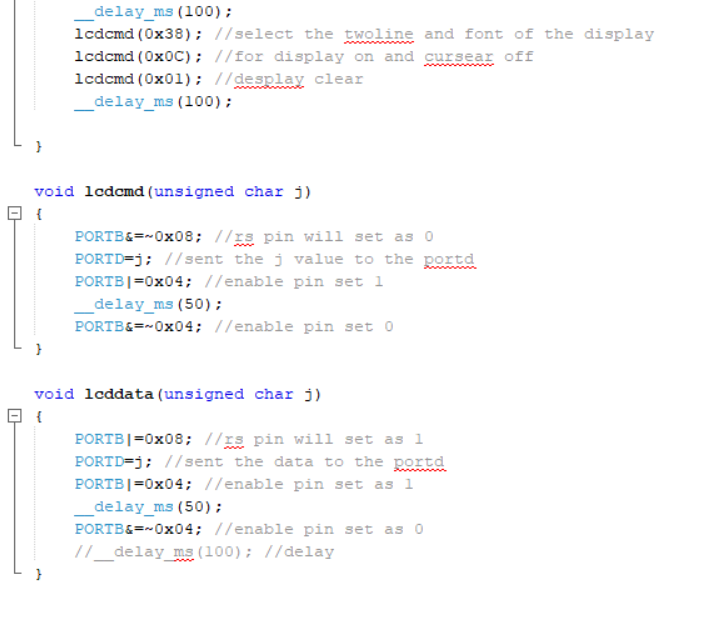 __delay_ms(100);
lcdcmd(0x38); //select the twoline and font of the display
lcdcmd(0x0C); //for display on and cursear off
lcdcmd(0x01); //desplay clear
__delay_ms(100);
}
void lcdcmd(unsigned char j)
{
PORTB&=~0x08; //rs pin will set as 0
PORTD=j; //sent the j value to the portd
PORTB|=0x04; //enable pin set 1
__delay_ms(50);
PORTB&=~0x04; //enable pin set 0
}
void lcddata(unsigned char j)
{
PORTB|=0x08; //rs pin will set as 1
PORTD=j; //sent the data to the portd
PORTB|=0x04; //enable pin set as 1
__delay_ms(50);
PORTB&=~0x04; //enable pin set as 0
//__delay_ms(100); //delay
}